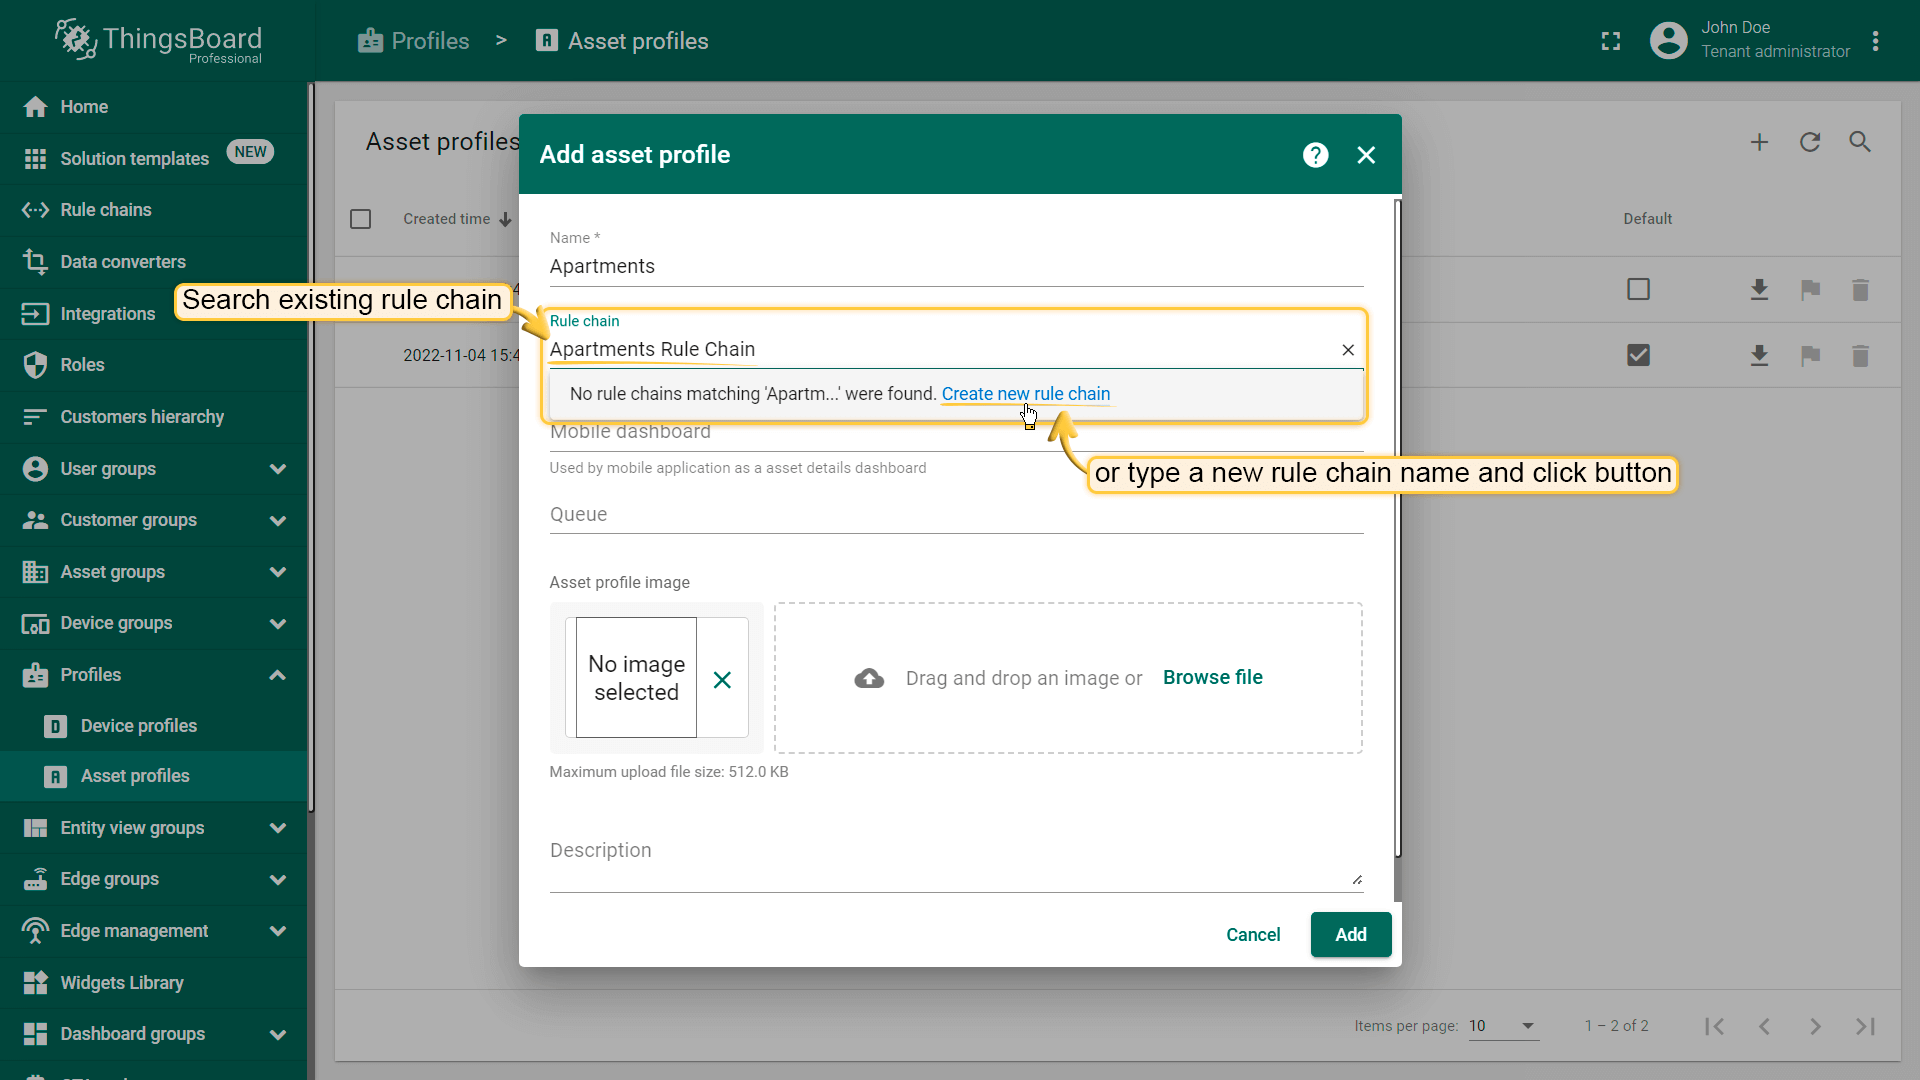 ThingsBoard
Professional
Profiles > Asset profiles
John Doe
Tenant administrator
Home
Solution templates NEW
Rule chains
Data converters
Integrations
Roles
Customers hierarchy
User groups
Customer groups
Asset groups
Device groups
Profiles
Device profiles
Asset profiles
Entity view groups
Edge groups
Edge management
Widgets Library
Dashboard groups
Asset profiles
Created time
Default
2022-11-04 15:4
Add asset profile
Name *
Apartments
Search existing rule chain
Rule chain
Apartments Rule Chain
No rule chains matching 'Apartm...' were found. Create new rule chain
Mobile dashboard
Used by mobile application as a asset details dashboard
or type a new rule chain name and click button
Queue
Asset profile image
No image
selected
Drag and drop an image or Browse file
Maximum upload file size: 512.0 KB
Description
Cancel
Add
Items per page: 10
1 – 2 of 2